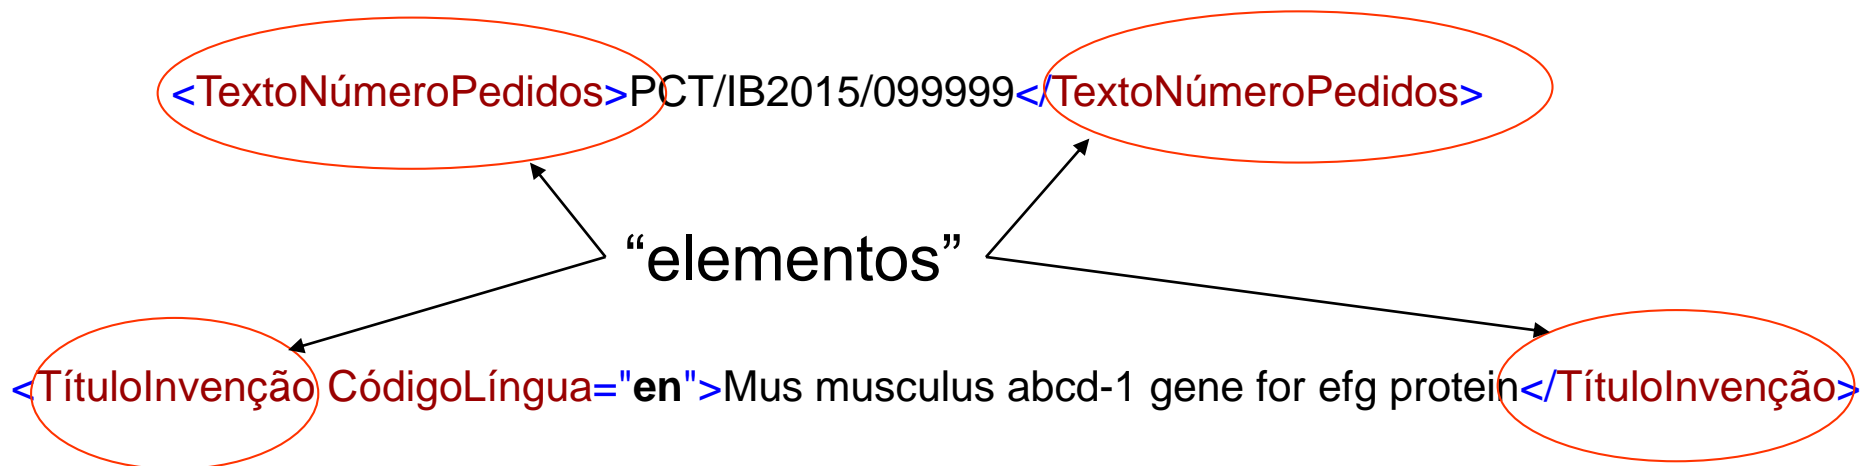 <TextoNúmeroPedidos>PCT/IB2015/099999</TextoNúmeroPedidos>
“elementos”
<TítuloInvenção CódigoLíngua="en">Mus musculus abcd-1 gene for efg protein</TítuloInvenção>